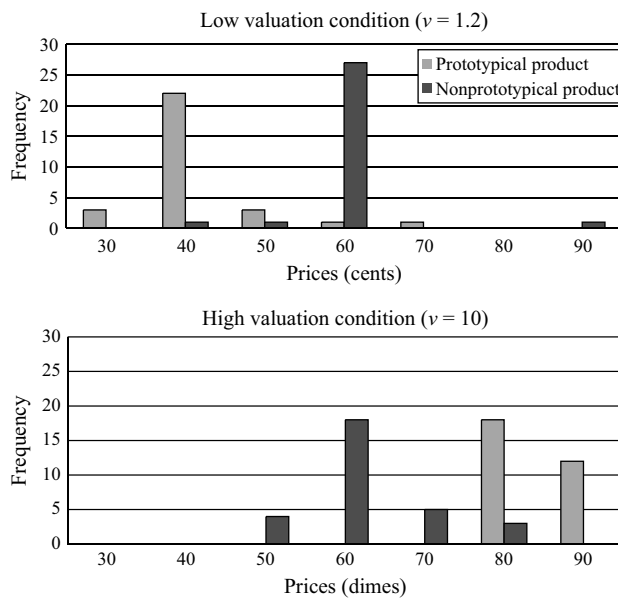 Low valuation condition (v = 1.2)
30
25
20
15
10
5
0
Frequency
Prototypical product
Nonprototypical product
30 40 50 60 70 80 90
Prices (cents)
High valuation condition (v = 10)
30
25
20
15
10
5
0
Frequency
30 40 50 60 70 80 90
Prices (dimes)